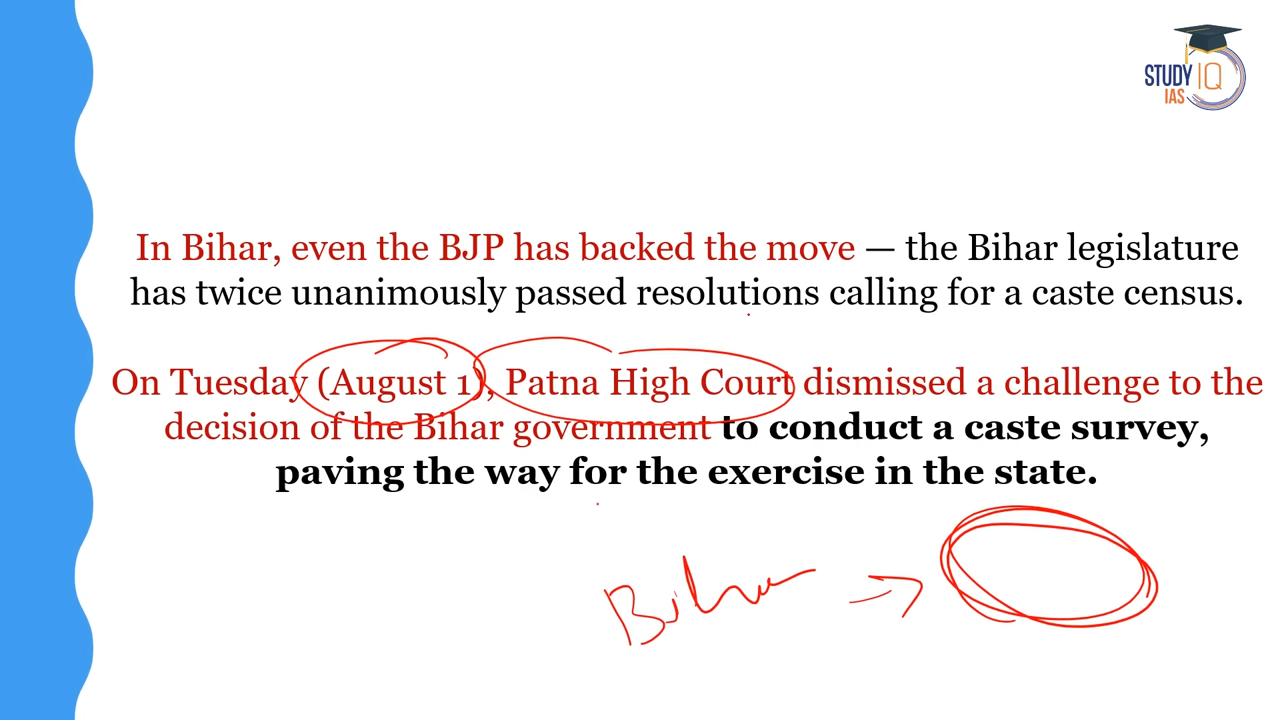 STUDY IQ
IAS
In Bihar, even the BJP has backed the move — the Bihar legislature
has twice unanimously passed resolutions calling for a caste census.
On Tuesday (August 1), Patna High Court dismissed a challenge to the
decision of the Bihar government to conduct a caste survey,
paving the way for the exercise in the state.
Bihar